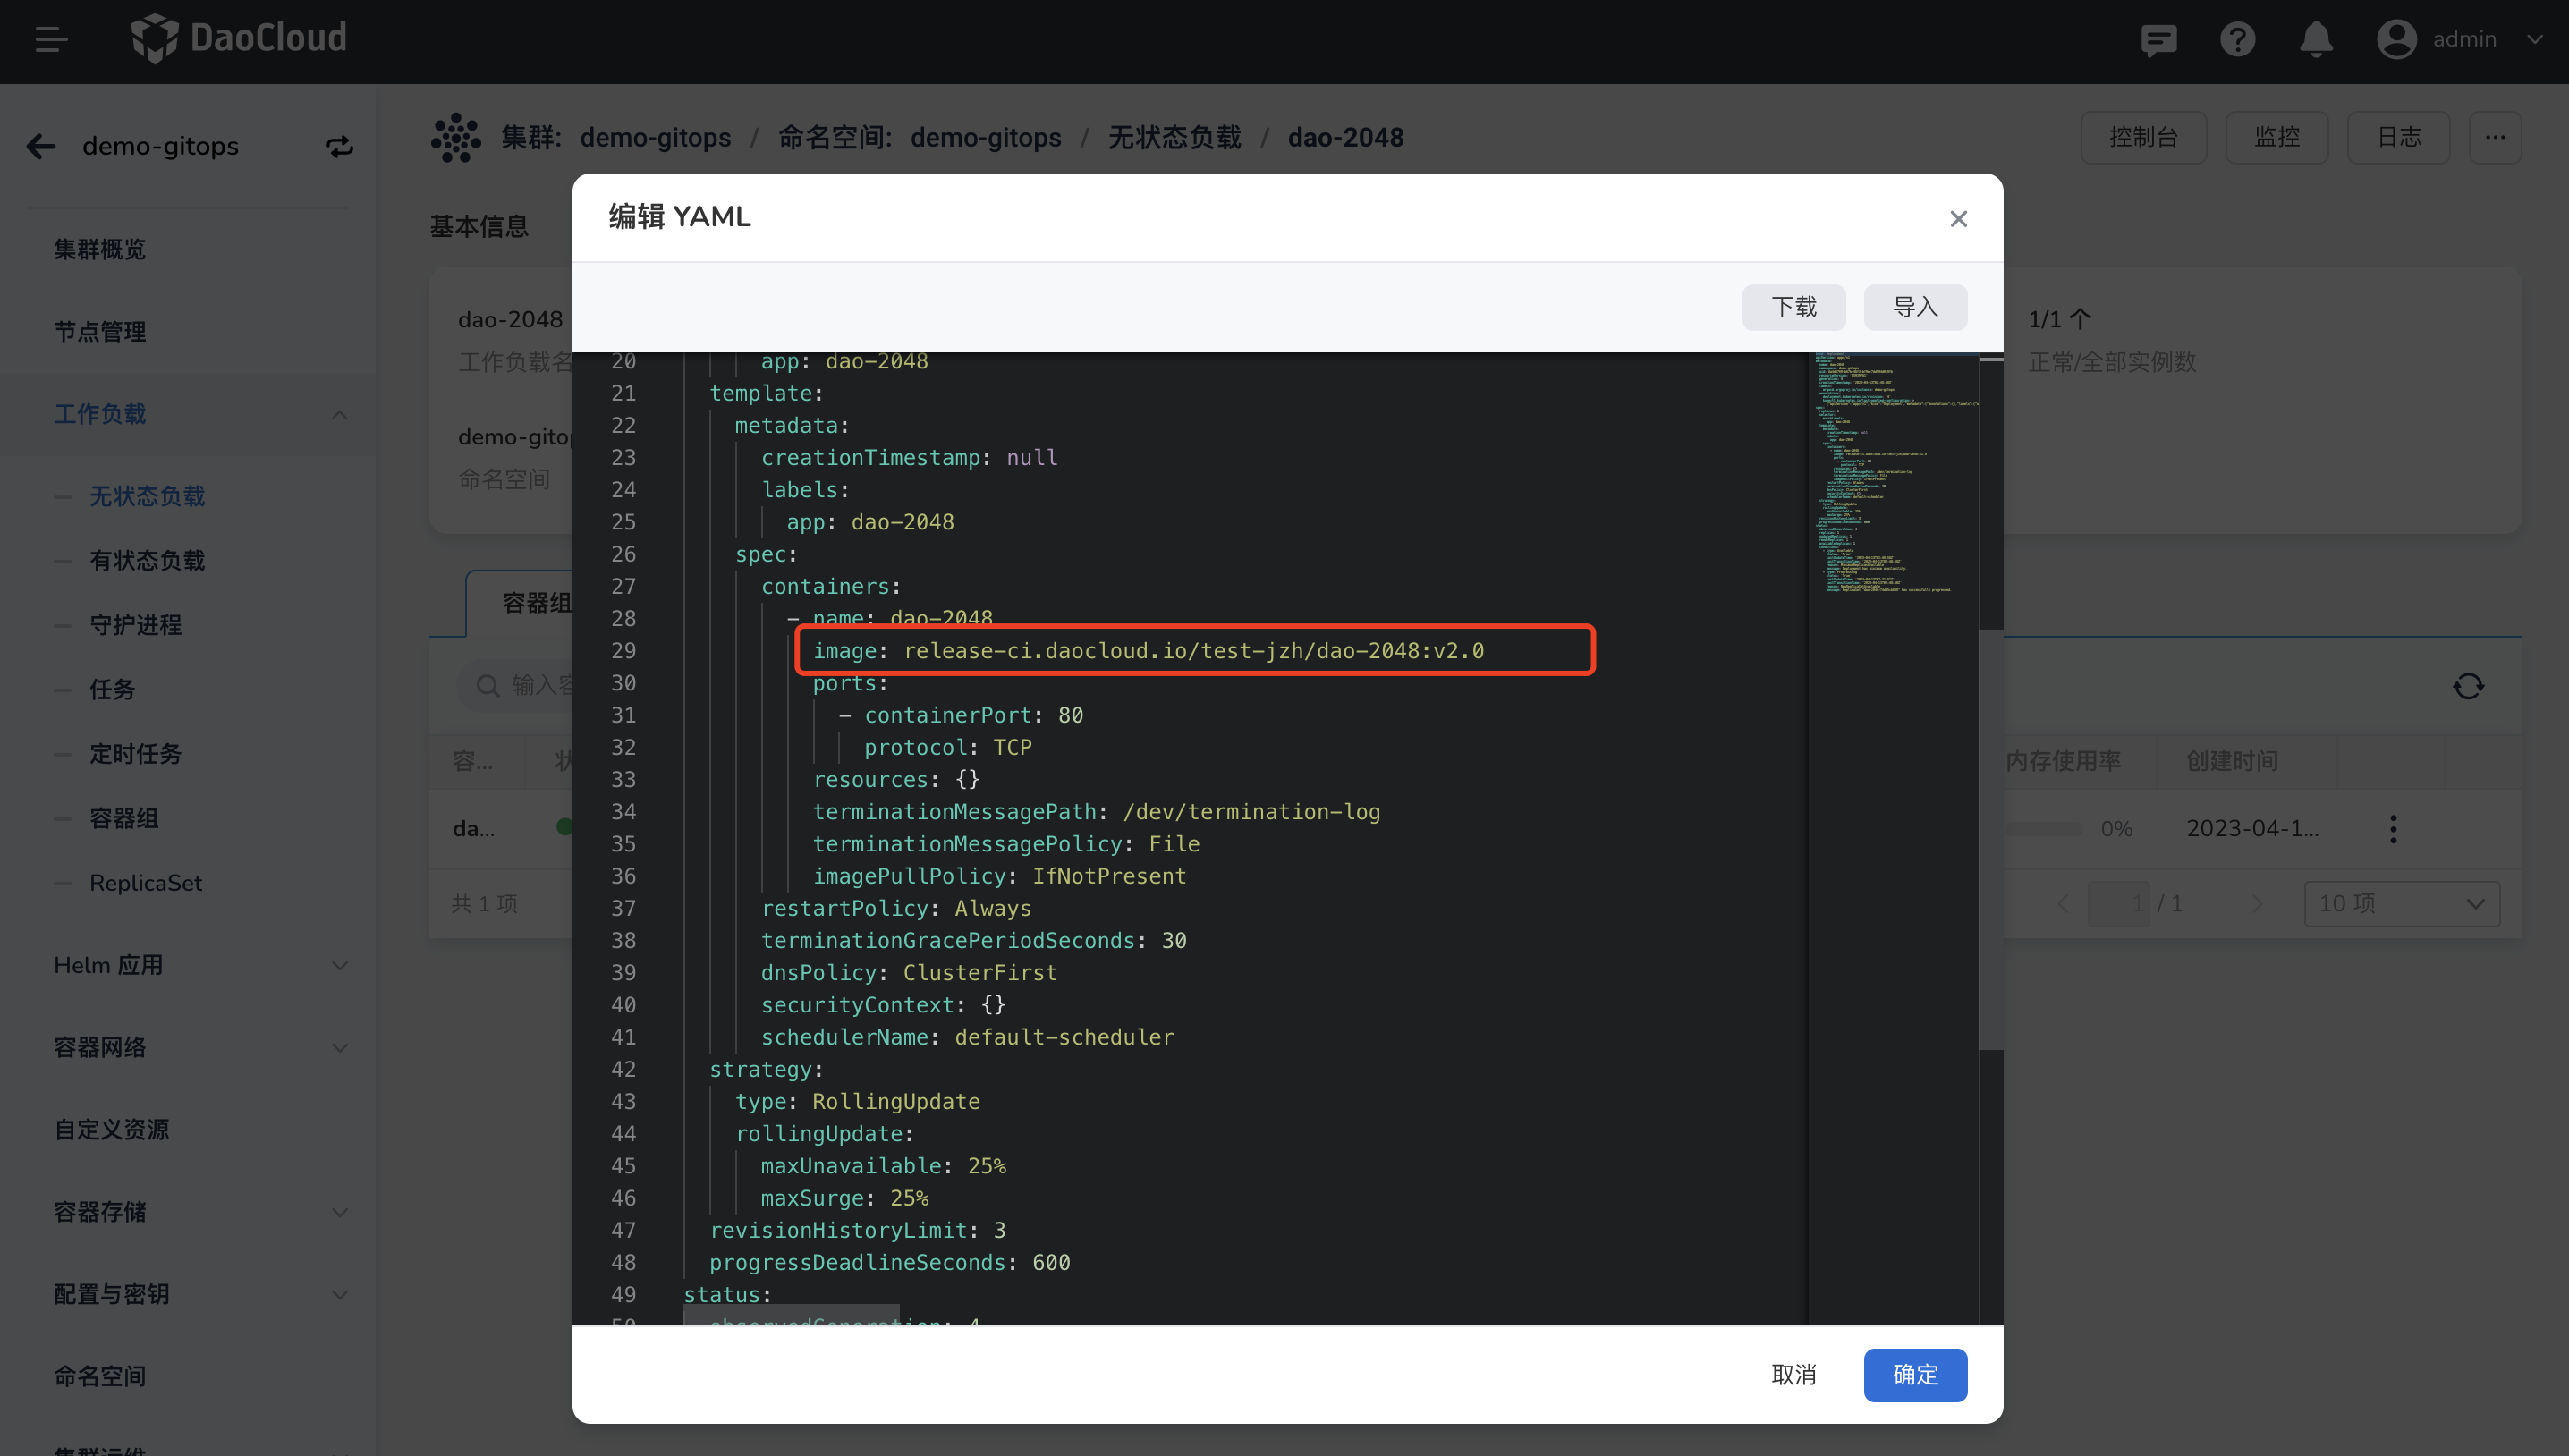 DaoCloud
admin
demo-gitops
集群: demo-gitops / 命名空间: demo-gitops / 无状态负载 / dao-2048
控制台
监控
日志
集群概览
节点管理
工作负载
无状态负载
有状态负载
守护进程
任务
定时任务
容器组
ReplicaSet
Helm 应用
容器网络
自定义资源
容器存储
配置与密钥
命名空间
集群运维
基本信息
dao-2048
工作负载名
demo-gitop
命名空间
1/1 个
正常/全部实例数
容器组
输入容
容...
状
内存使用率
创建时间
da...
0%
2023-04-1...
共 1 项
1 / 1
10 项
编辑 YAML
下载
导入
20 app: dao-2048
21 template:
22 metadata:
23 creationTimestamp: null
24 labels:
25 app: dao-2048
26 spec:
27 containers:
28 - name: dao-2048
29 image: release-ci.daocloud.io/test-jzh/dao-2048:v2.0
30 ports:
31 - containerPort: 80
32 protocol: TCP
33 resources: {}
34 terminationMessagePath: /dev/termination-log
35 terminationMessagePolicy: File
36 imagePullPolicy: IfNotPresent
37 restartPolicy: Always
38 terminationGracePeriodSeconds: 30
39 dnsPolicy: ClusterFirst
40 securityContext: {}
41 schedulerName: default-scheduler
42 strategy:
43 type: RollingUpdate
44 rollingUpdate:
45 maxUnavailable: 25%
46 maxSurge: 25%
47 revisionHistoryLimit: 3
48 progressDeadlineSeconds: 600
49 status:
50 observedGeneration: 4
取消
确定